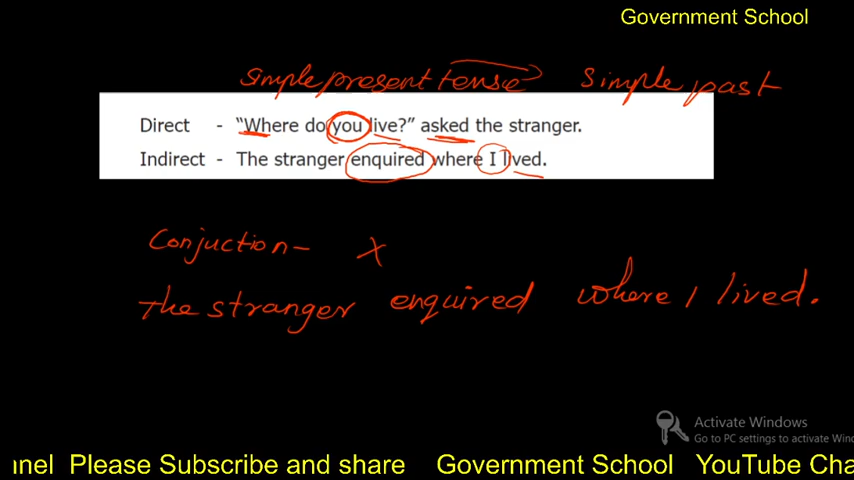 Government School
Simple present tense Simple past
Direct - "Where do you live?" asked the stranger.
Indirect - The stranger enquired where I lived.
Conjuction - X
The stranger enquired where I lived.
Activate Windows
Go to PC settings to activate Win
nel Please Subscribe and share Government School YouTube Cha